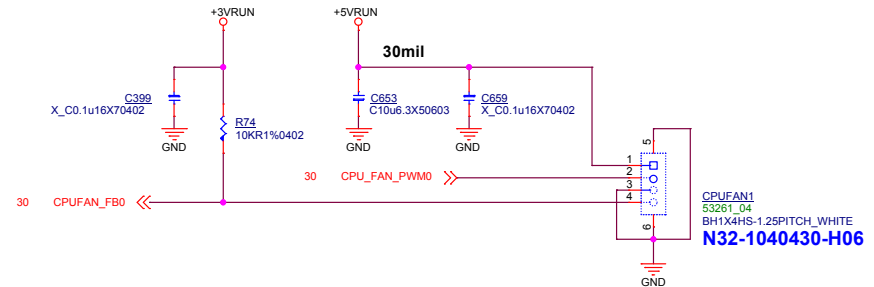 +3VRUN
+5VRUN
30mil
C399
X_C0.1u16X70402
C653
C10u6.3X50603
C659
X_C0.1u16X70402
R74
10KR1%0402
GND
GND
GND
GND
5
1
2
3
4
6
30 CPU_FAN_PWM0
30 CPUFAN_FB0
CPUFAN1
53261_04
BH1X4HS-1.25PITCH_WHITE
N32-1040430-H06
GND